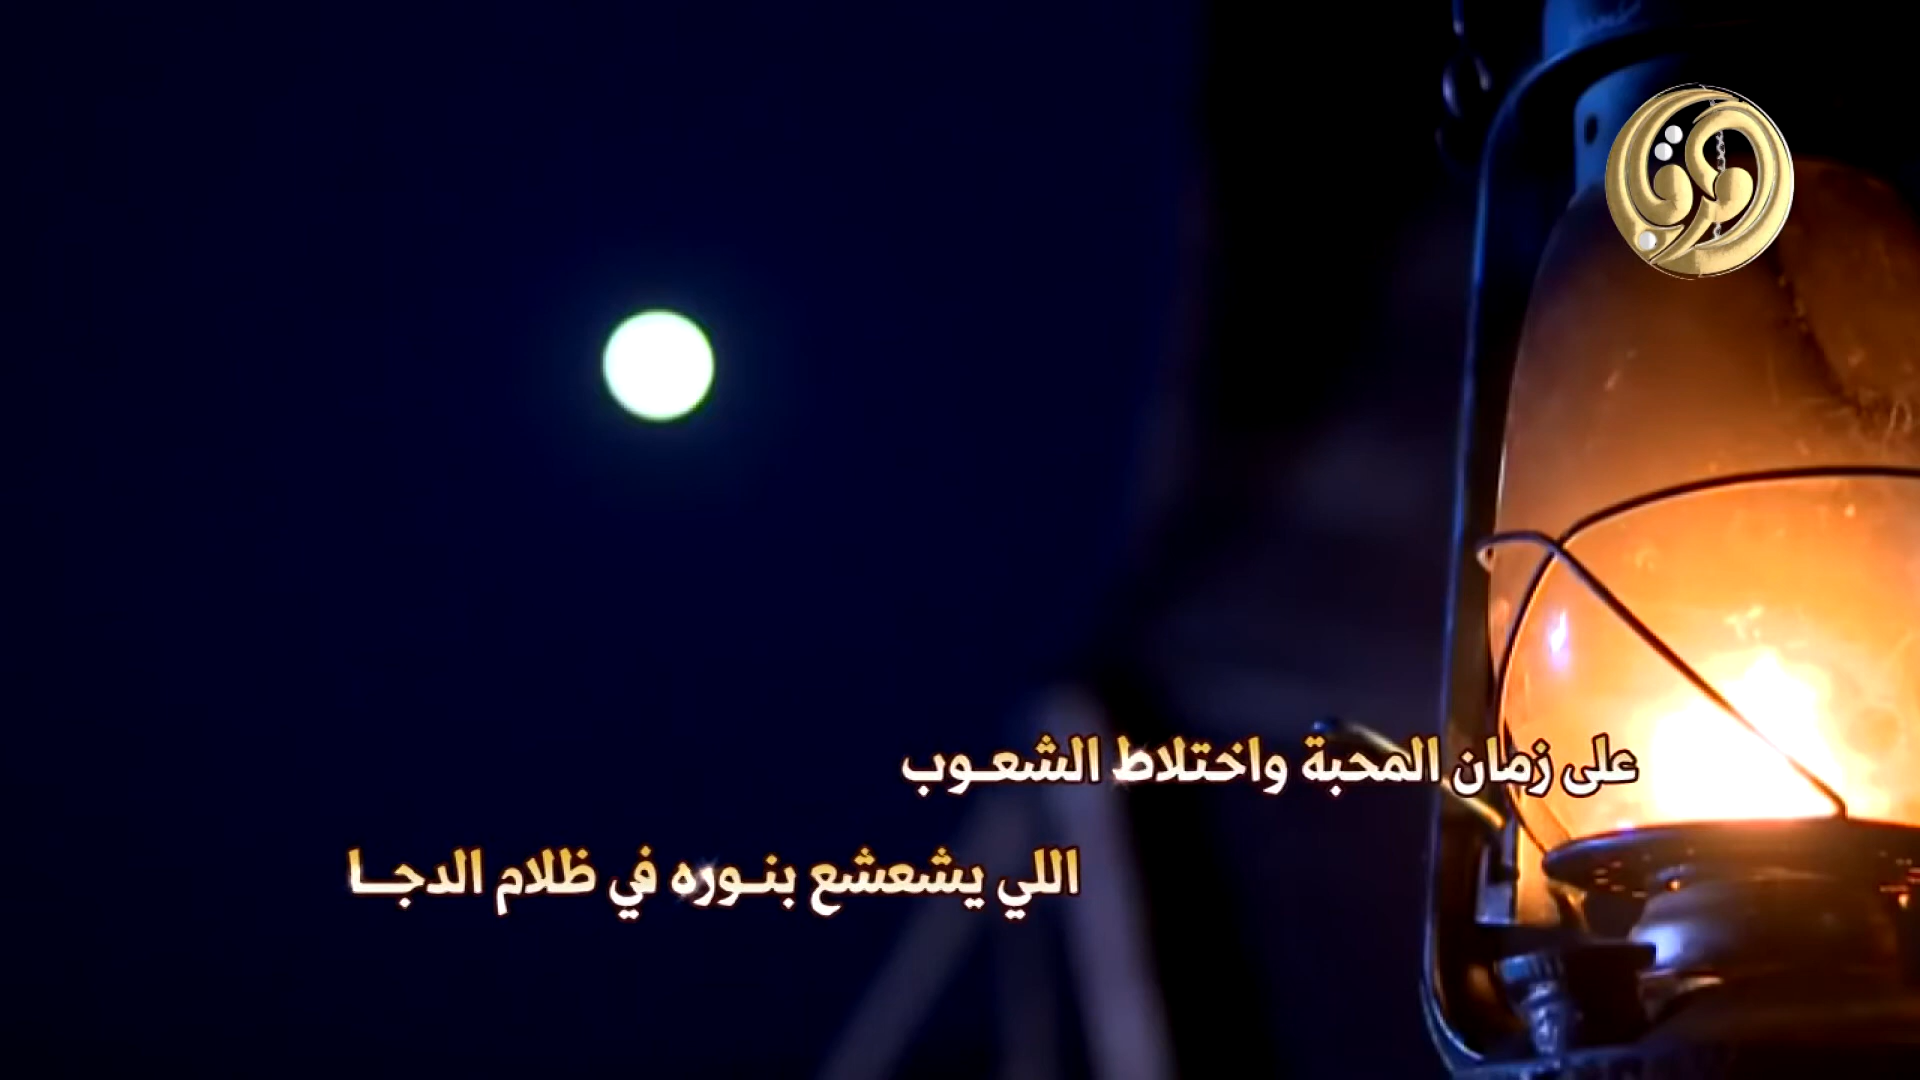 على زمان المحبة واختلاط الشعـوب
اللي يشعشع بنـوره في ظلام الدجـا